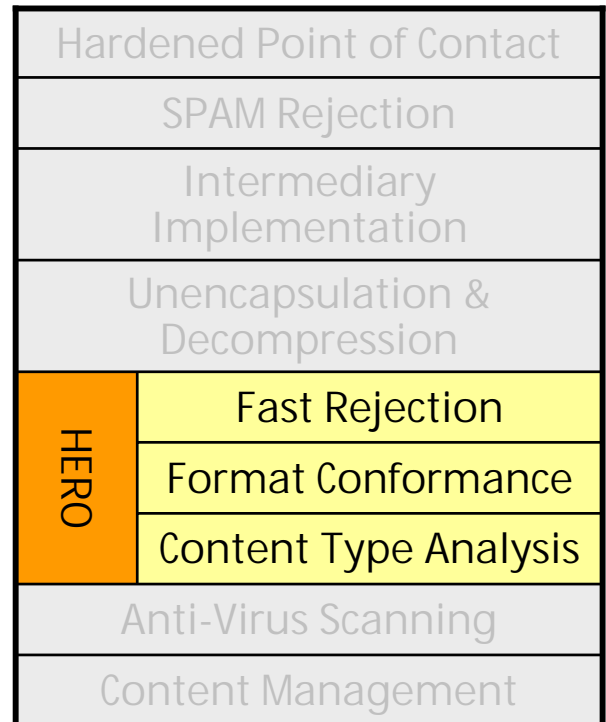 Hardened Point of Contact
SPAM Rejection
Intermediary
Implementation
Unencapsulation &
Decompression
HERO
Fast Rejection
Format Conformance
Content Type Analysis
Anti-Virus Scanning
Content Management